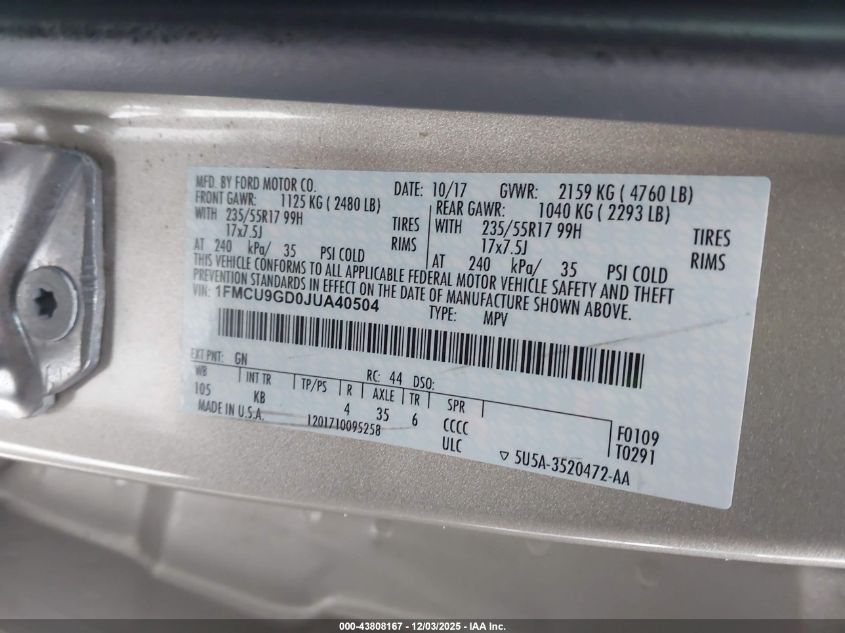 MFD. BY FORD MOTOR CO. DATE: 10/17 GVWR: 2159 KG ( 4760 LB)
FRONT GAWR: 1125 KG ( 2480 LB) REAR GAWR: 1040 KG ( 2293 LB)
WITH 235/55R17 99H TIRES WITH 235/55R17 99H TIRES
17x7.5J RIMS 17x7.5J RIMS
AT 240 kPa/ 35 PSI COLD AT 240 kPa/ 35 PSI COLD
THIS VEHICLE CONFORMS TO ALL APPLICABLE FEDERAL MOTOR VEHICLE SAFETY AND THEFT
PREVENTION STANDARDS IN EFFECT ON THE DATE OF MANUFACTURE SHOWN ABOVE.
VIN: 1FMCU9GD0JUA40504 TYPE: MPV
EXT PNT: GN RC: 44 DSO:
WB INT TR TP/PS R AXLE TR SPR
105 KB 4 35 6 CCCC F0109
MADE IN U.S.A. 1201710095258 ULC T0291
▽ 5U5A-3520472-AA
000-43808167 - 12/03/2025 - IAA Inc.